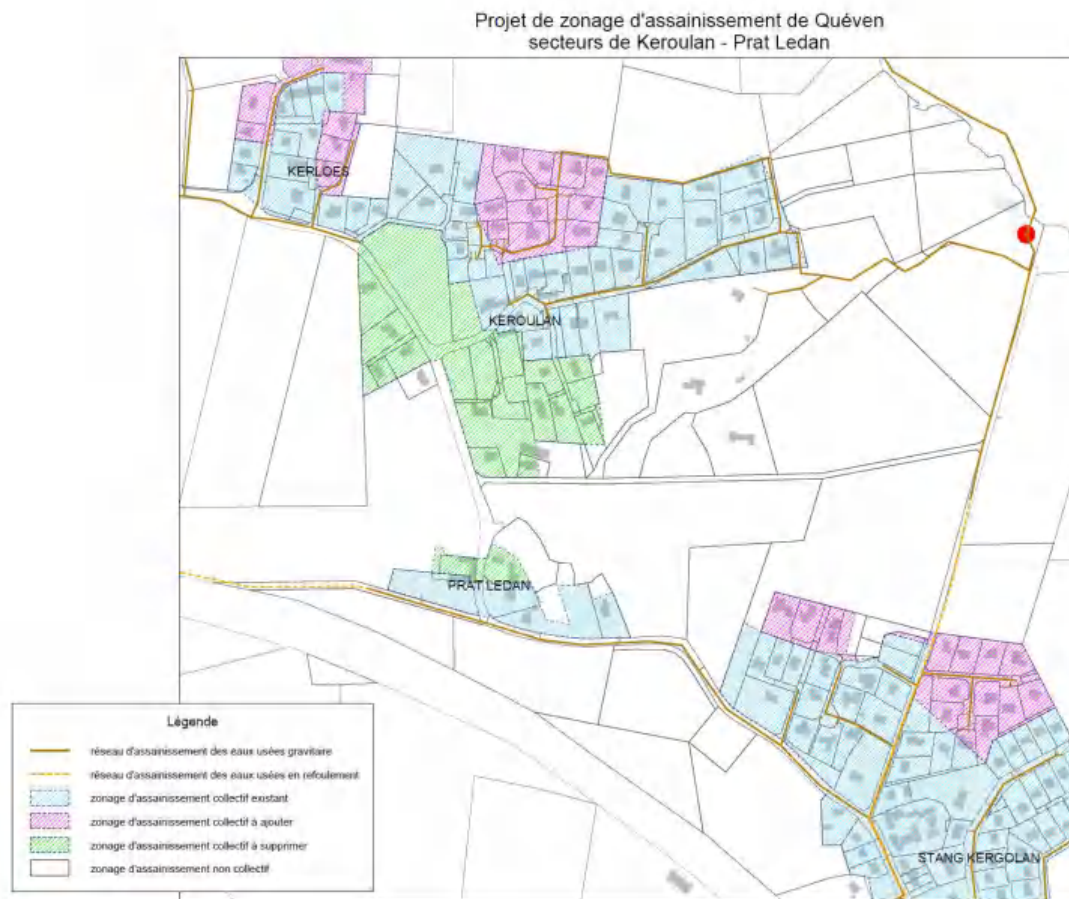 Projet de zonage d'assainissement de Quéven
secteurs de Keroulan - Prat Ledan
KERLOES
KEROULAN
PRAT LEDAN
STANG KERGOLAN
Légende
réseau d'assainissement des eaux usées gravitaire
réseau d'assainissement des eaux usées en refoulement
zonage d'assainissement collectif existant
zonage d'assainissement collectif à ajouter
zonage d'assainissement collectif à supprimer
zonage d'assainissement non collectif